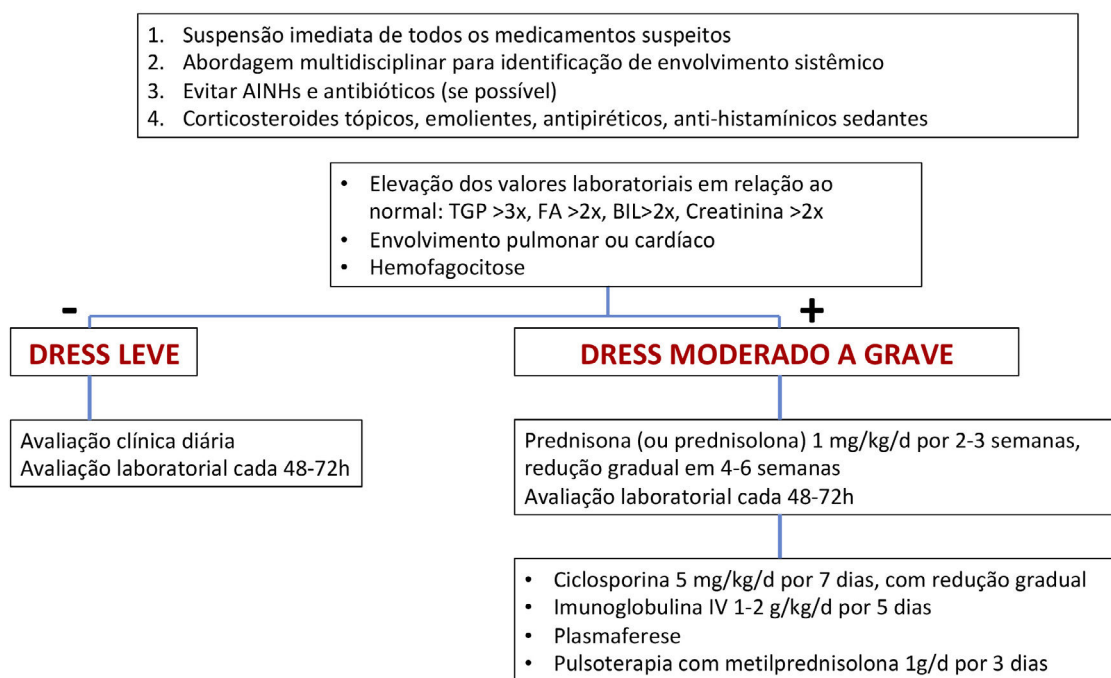 1. Suspensão imediata de todos os medicamentos suspeitos
2. Abordagem multidisciplinar para identificação de envolvimento sistêmico
3. Evitar AINHs e antibióticos (se possível)
4. Corticosteroides tópicos, emolientes, antipiréticos, anti-histamínicos sedantes
• Elevação dos valores laboratoriais em relação ao
normal: TGP >3x, FA >2x, BIL>2x, Creatinina >2x
• Envolvimento pulmonar ou cardíaco
• Hemofagocitose
-
+
DRESS LEVE
DRESS MODERADO A GRAVE
Avaliação clínica diária
Avaliação laboratorial cada 48-72h
Prednisona (ou prednisolona) 1 mg/kg/d por 2-3 semanas,
redução gradual em 4-6 semanas
Avaliação laboratorial cada 48-72h
• Ciclosporina 5 mg/kg/d por 7 dias, com redução gradual
• Imunoglobulina IV 1-2 g/kg/d por 5 dias
• Plasmaferese
• Pulsoterapia com metilprednisolona 1g/d por 3 dias